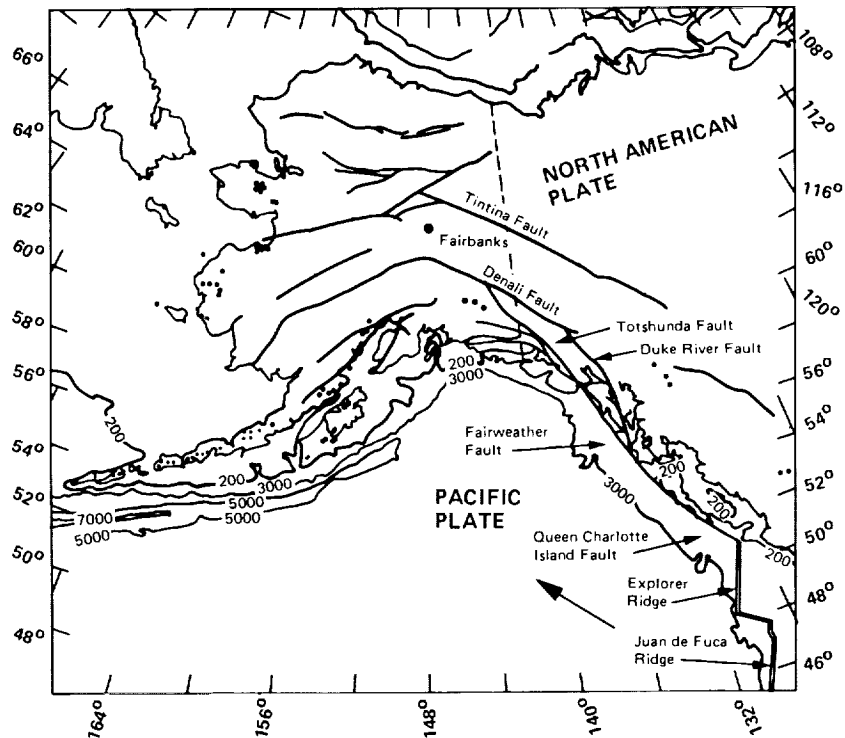 66°
64°
62°
60°
58°
56°
54°
52°
50°
48°
108°
112°
116°
60°
120°
58°
56°
54°
52°
50°
48°
46°
NORTH AMERICAN
PLATE
Tintina Fault
Fairbanks
Denali Fault
Totshunda Fault
Duke River Fault
200
3000
200
Fairweather
Fault
200
3000
5000
7000
5000
PACIFIC
PLATE
3000
200
200
200
Queen Charlotte
Island Fault
Explorer
Ridge
Juan de Fuca
Ridge
164°
156°
148°
140°
132°